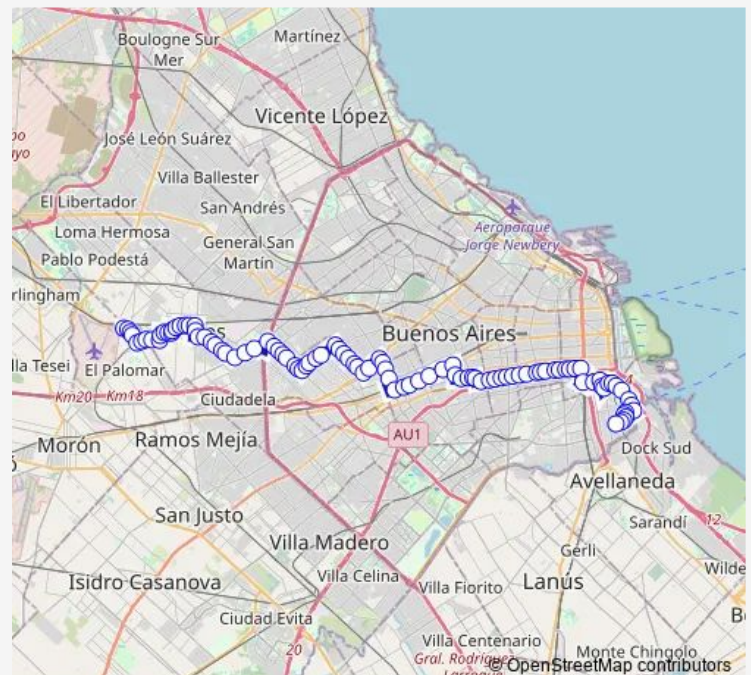 Boulogne Sur
Mer
Martínez
Vicente López
José León Suárez
Villa Ballester
El Libertador
San Andrés
Loma Hermosa
General San
Martín
Pablo Podestá
Aeroparque
Jorge Newbery
Buenos Aires
El Palomar
Km20
Km18
Ciudadela
Morón
Ramos Mejía
AU1
4
Dock Sud
Avellaneda
San Justo
Sarandí
12
Villa Madero
Gerli
Isidro Casanova
Villa Celina
Villa Fiorito
Lanús
Wilde
Ciudad Evita
20
Villa Centenario
Gral. Rodríguez
Monte Chingolo
© OpenStreetMap contributors